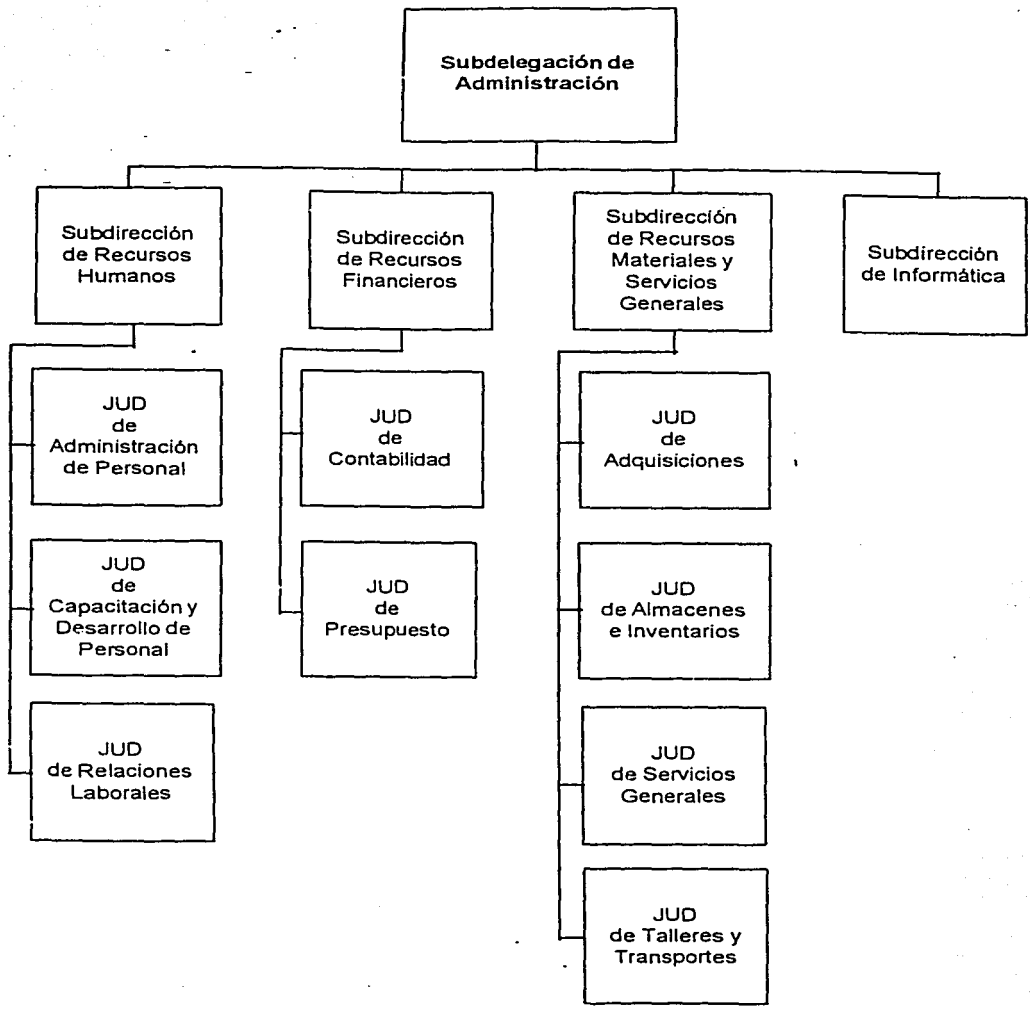 Subdelegación de
Administración
Subdirección
de Recursos
Humanos
Subdirección
de Recursos
Financieros
Subdirección
de Recursos
Materiales y
Servicios
Generales
Subdirección
de Informática
JUD
de
Administración
de Personal
JUD
de
Capacitación y
Desarrollo de
Personal
JUD
de Relaciones
Laborales
JUD
de
Contabilidad
JUD
de
Presupuesto
JUD
de
Adquisiciones
JUD
de Almacenes
e Inventarios
JUD
de Servicios
Generales
JUD
de Talleres y
Transportes